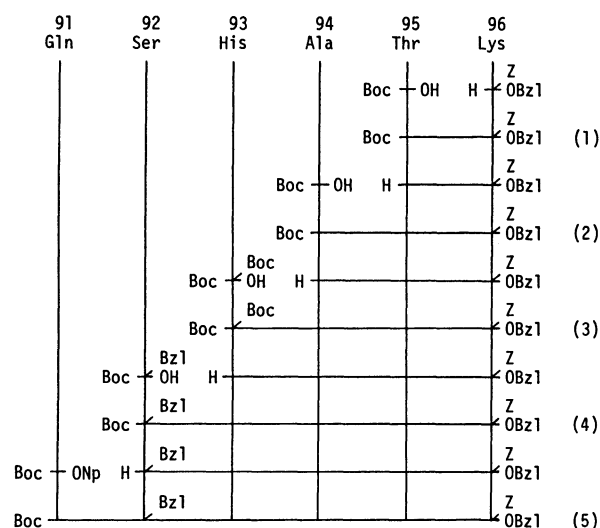 91 92 93 94 95 96
Gln Ser His Ala Thr Lys
Z
Boc OH H OBzl
Z
Boc OBzl (1)
Z
Boc OH H OBzl
Z
Boc OBzl (2)
Boc Z
Boc OH H OBzl
Boc Z
Boc OBzl (3)
Bzl Z
Boc OH H OBzl
Bzl Z
Boc OBzl (4)
Bzl Z
Boc ONp H OBzl
Bzl Z
Boc OBzl (5)